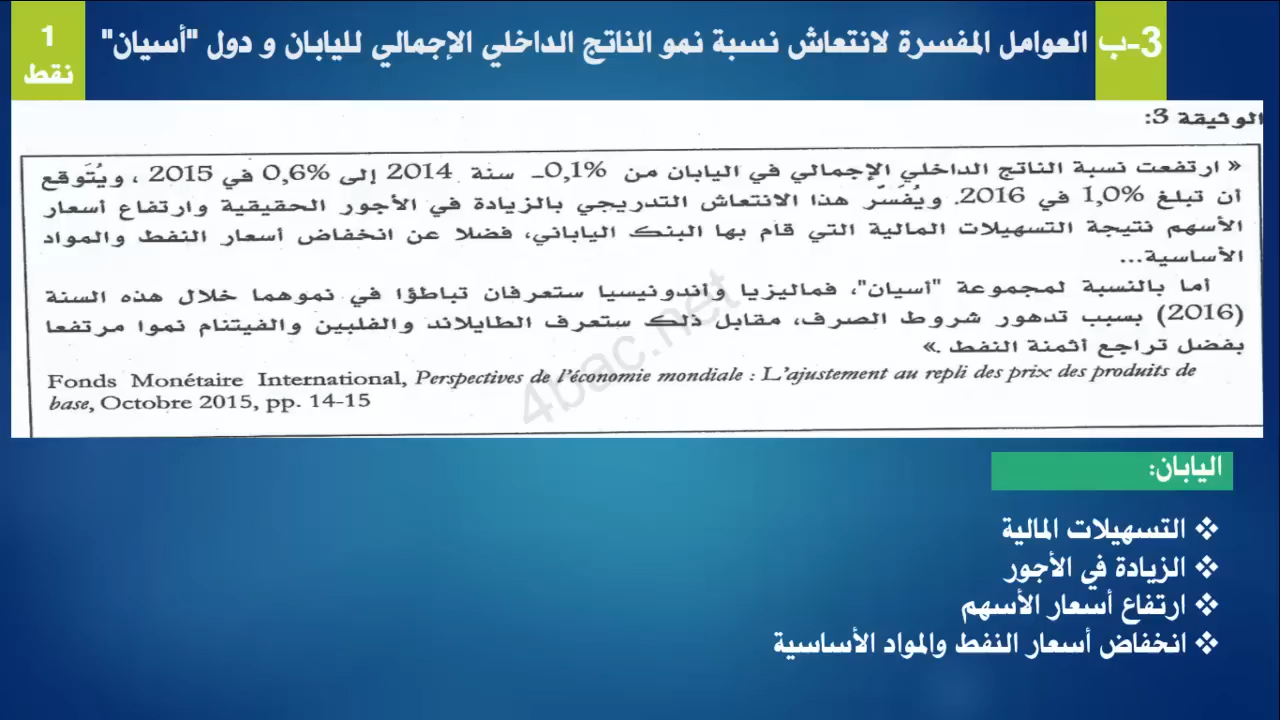 3-ب العوامل المفسرة لانتعاش نسبة نمو الناتج الداخلي الإجمالي لليابان و دول "أسيان"
1
نقط
الوثيقة 3:
« ارتفعت نسبة الناتج الداخلي الإجمالي في اليابان من 0,1%- سنة 2014 إلى 0,6% في 2015 ، ويُتَوقع
أن تبلغ 1,0% في 2016. ويُفَسَّر هذا الانتعاش التدريجي بالزيادة في الأجور الحقيقية وارتفاع أسعار
الأسهم نتيجة التسهيلات المالية التي قام بها البنك الياباني، فضلا عن انخفاض أسعار النفط والمواد
الأساسية...
أما بالنسبة لمجموعة "أسيان"، فماليزيا وأندونيسيا ستعرفان تباطؤا في نموهما خلال هذه السنة
(2016) بسبب تدهور شروط الصرف، مقابل ذلك ستعرف الطايلاند والفلبين والفيتنام نموا مرتفعا
بفضل تراجع أثمنة النفط .»
Fonds Monétaire International, Perspectives de l'économie mondiale : L'ajustement au repli des prix des produits de
base, Octobre 2015, pp. 14-15
4bac.net
اليابان:
❖ التسهيلات المالية
❖ الزيادة في الأجور
❖ ارتفاع أسعار الأسهم
❖ انخفاض أسعار النفط والمواد الأساسية